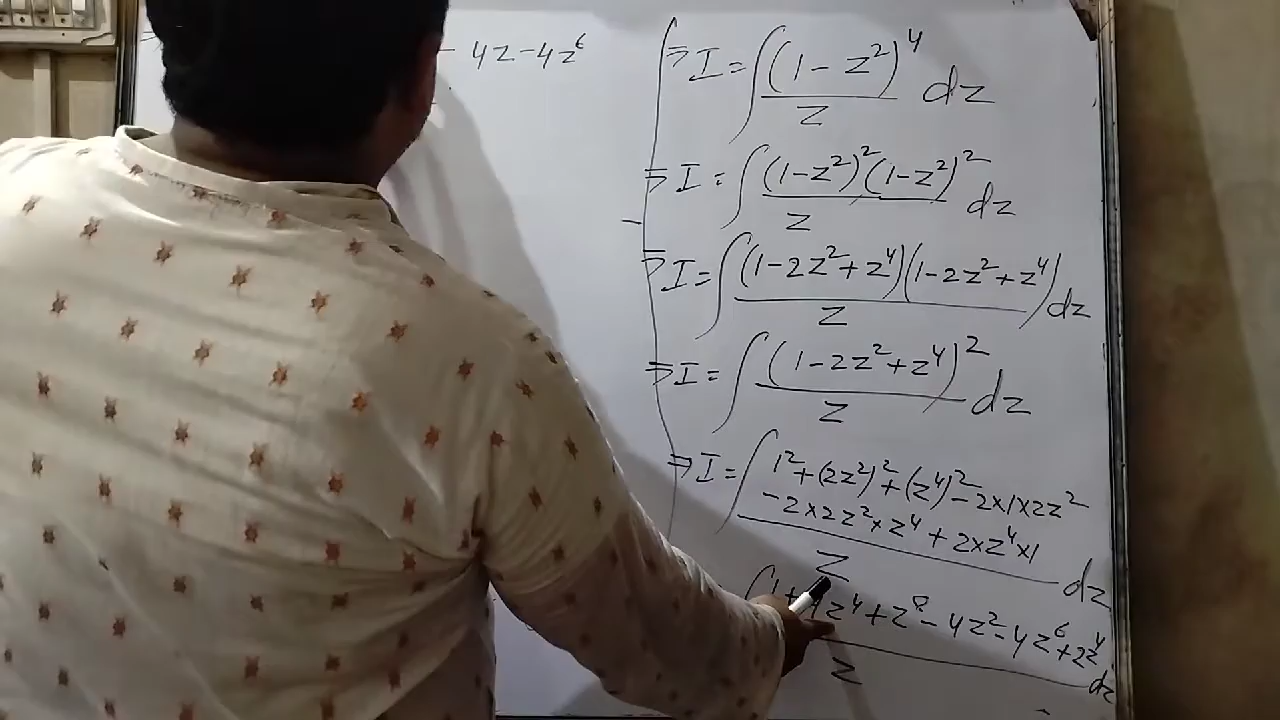 - 4z - 4z⁶
⇒ I = ∫ (1 - z²)⁴ / z dz
⇒ I = ∫ (1-z²)²(1-z²)² / z dz
⇒ I = ∫ (1-2z²+z⁴)(1-2z²+z⁴) / z dz
⇒ I = ∫ (1-2z²+z⁴)² / z dz
⇒ I = ∫ 1²+(2z²)²+(z⁴)²-2×1×2z²
-2×2z²×z⁴+2×z⁴×1 / z dz
∫ 1+4z⁴+z⁸-4z²-4z⁶+2z⁴ / z dz